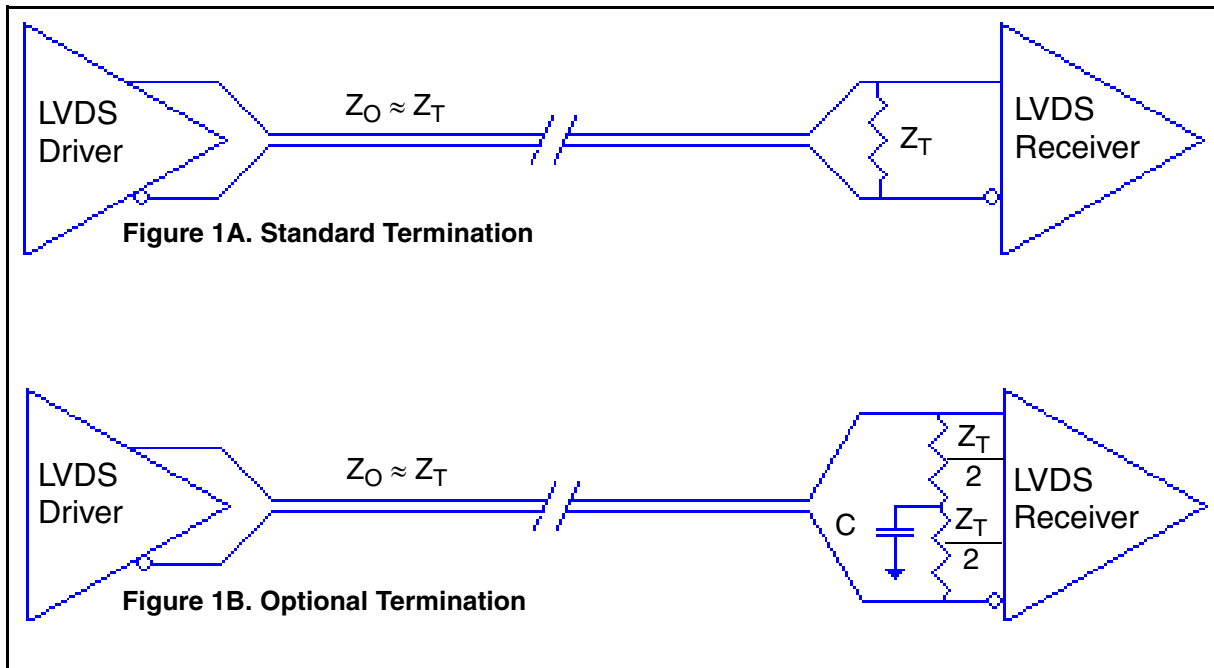 LVDS
Driver
Z_O ≈ Z_T
Z_T
LVDS
Receiver
Figure 1A. Standard Termination
LVDS
Driver
Z_O ≈ Z_T
C
Z_T
2
Z_T
2
LVDS
Receiver
Figure 1B. Optional Termination